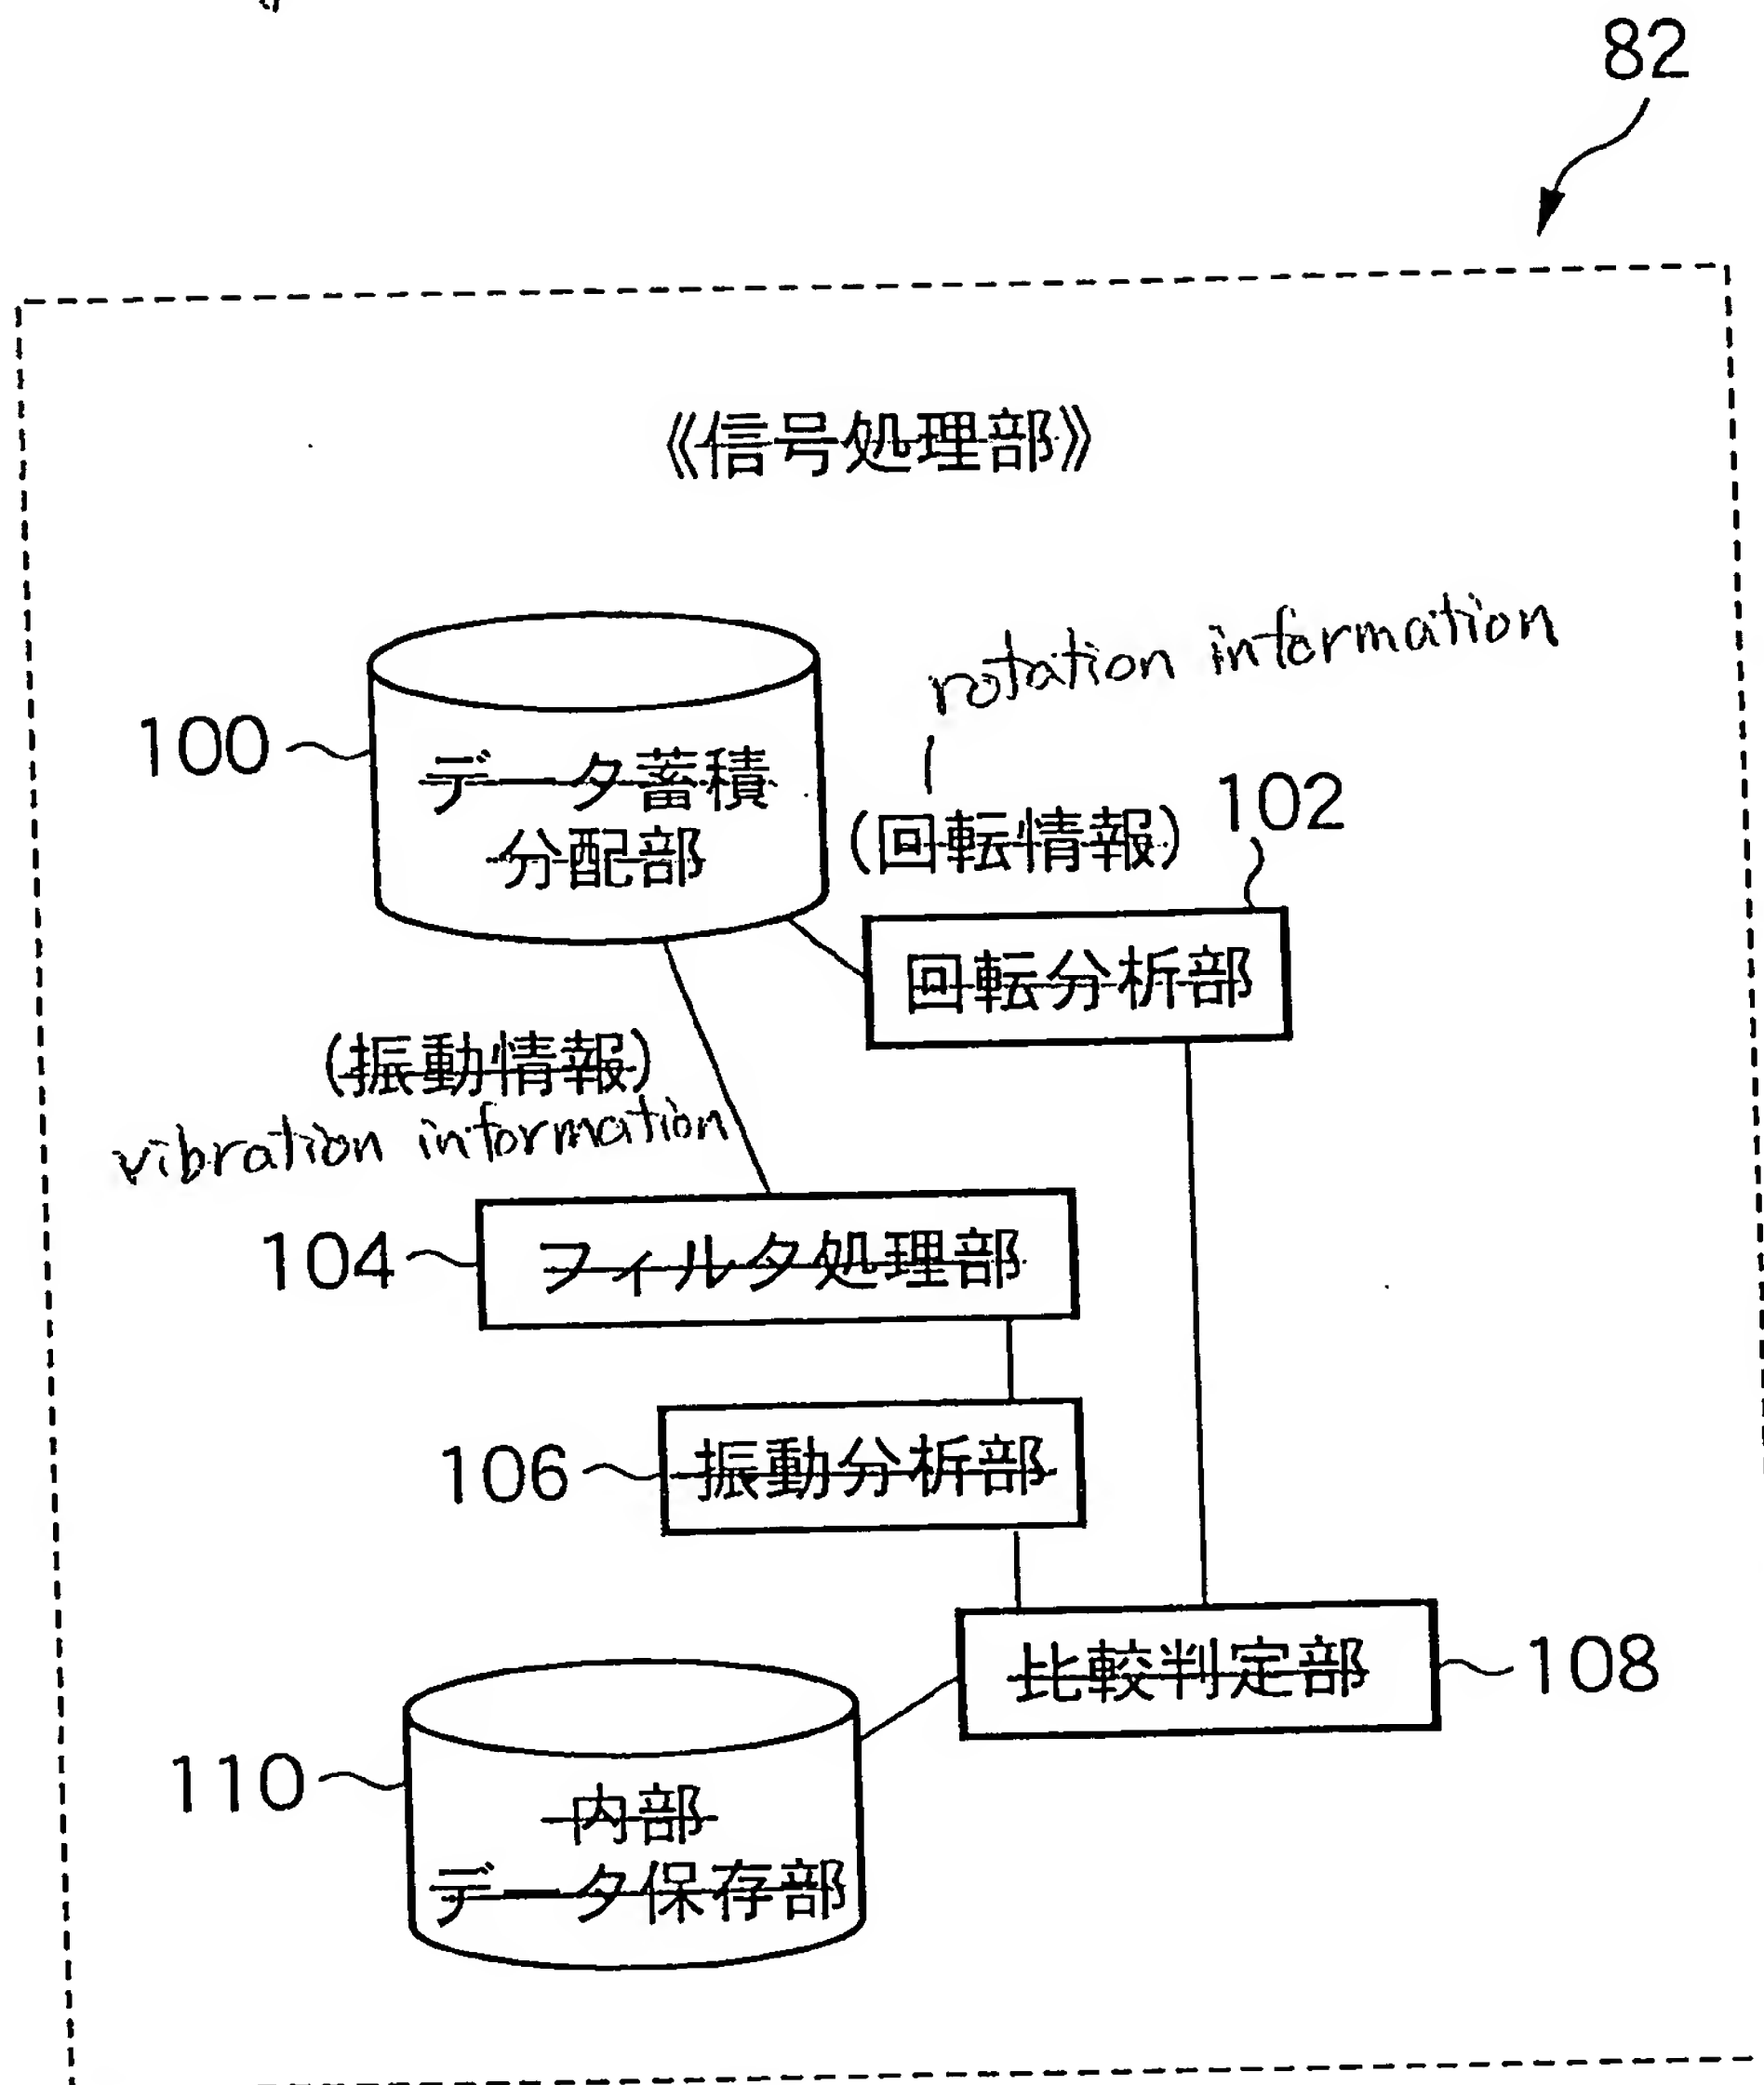 82
《信号処理部》
rotation information
100
データ蓄積
分配部
(回転情報)
102
回転分析部
(振動情報)
vibration information
104
フィルタ処理部
106
振動分析部
比較判定部
108
110
内部
データ保存部